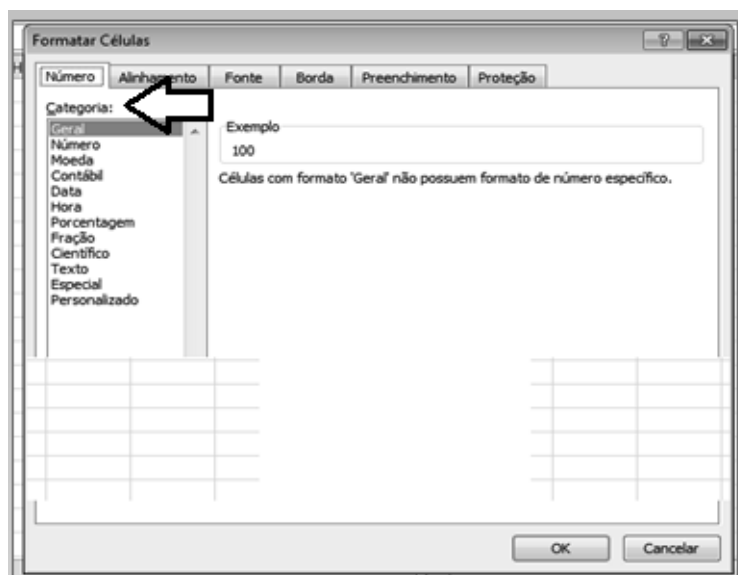 Formatar Células
Número Alinhamento Fonte Borda Preenchimento Proteção
Categoria:
Geral
Número
Moeda
Contábil
Data
Hora
Porcentagem
Fração
Científico
Texto
Especial
Personalizado
Exemplo
100
Células com formato 'Geral' não possuem formato de número específico.
OK Cancelar